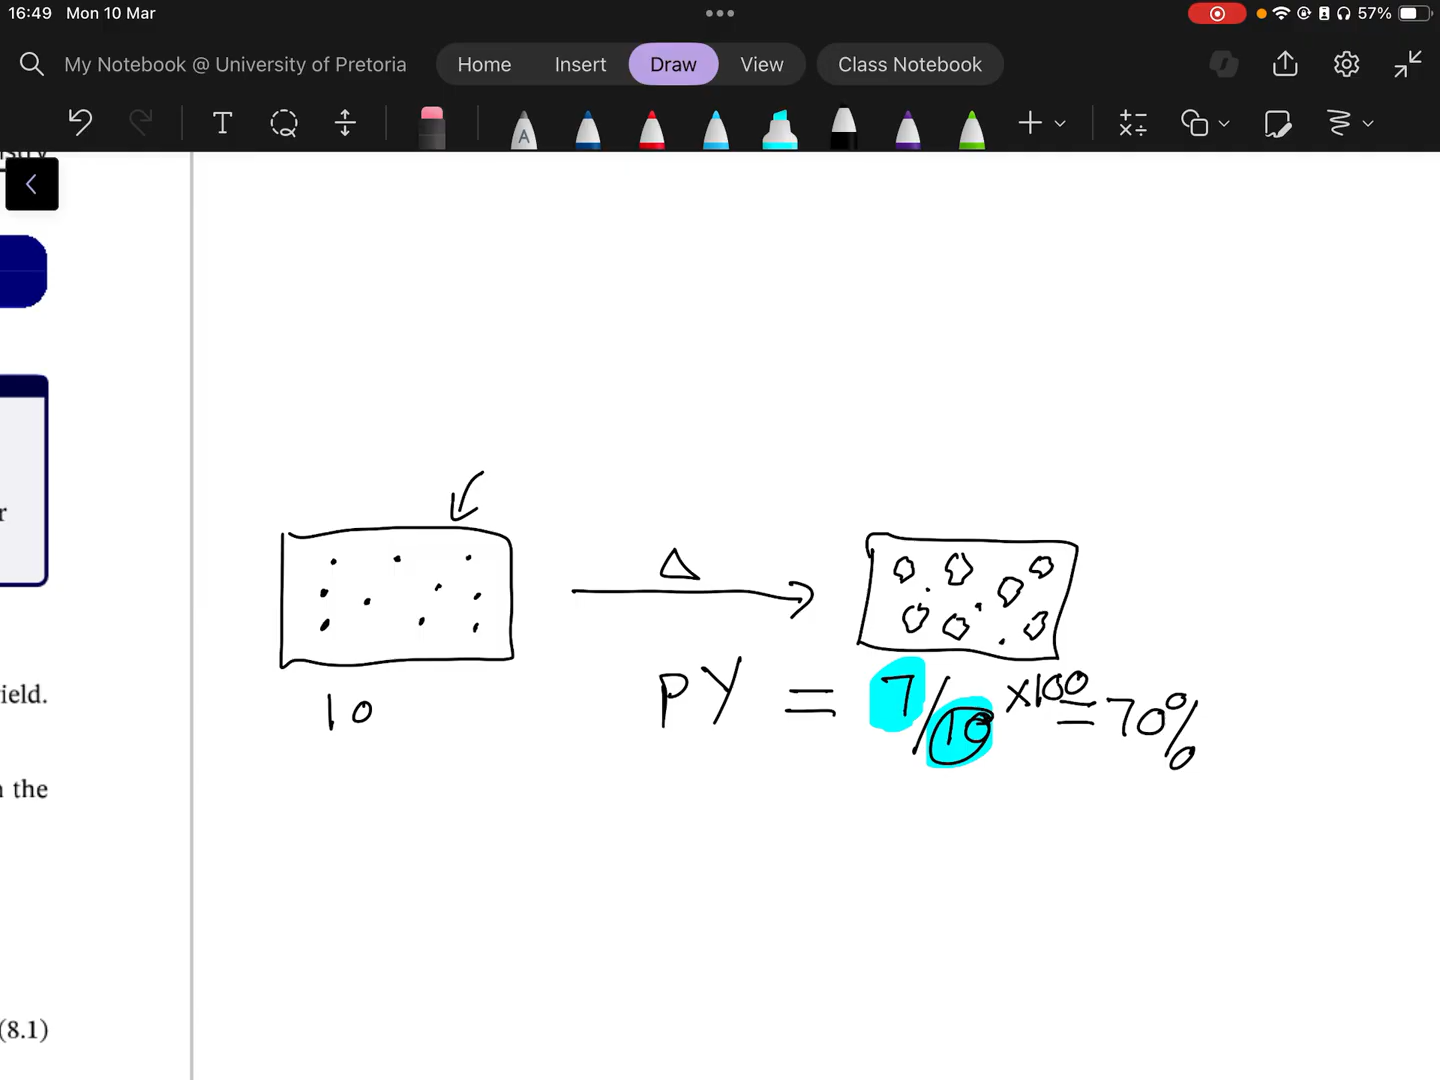 16:49 Mon 10 Mar 57%
My Notebook @ University of Pretoria Home Insert Draw View Class Notebook
T A
r
ield.
n the
(8.1)
Δ
10
PY = 7/10 x100 = 70%